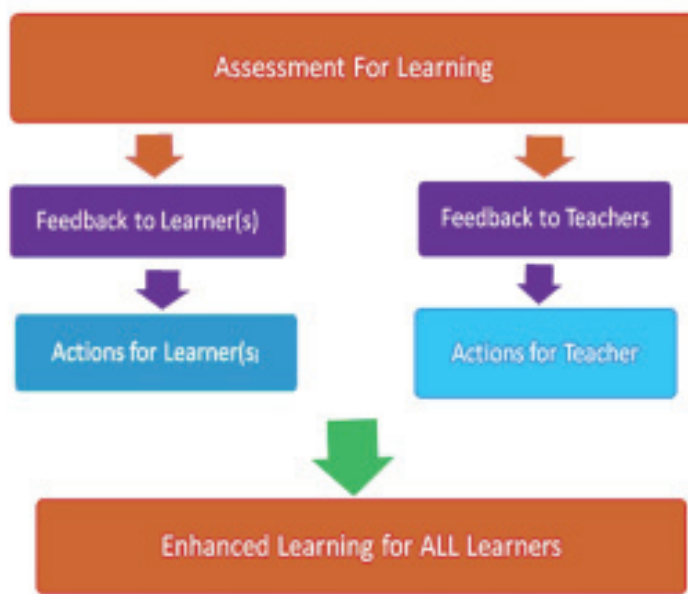 Assessment For Learning
Feedback to Learner(s)
Feedback to Teachers
Actions for Learner(s)
Actions for Teacher
Enhanced Learning for ALL Learners